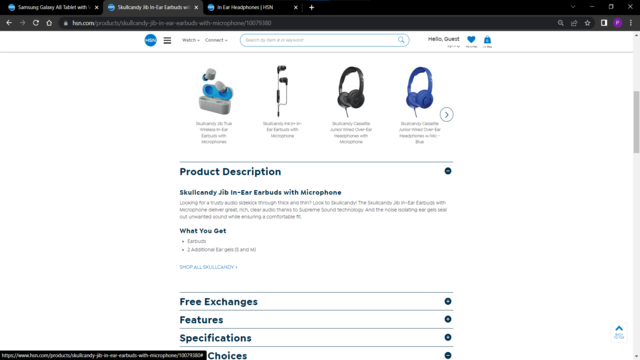 Samsung Galaxy A8 Tablet with
Skullcandy Jib In-Ear Earbuds with
In Ear Headphones | HSN
hsn.com/products/skullcandy-jib-in-ear-earbuds-with-microphone/10079380
P
HSN
Watch
Connect
Search by item # or keyword
Hello, Guest
Skullcandy Jib True
Wireless In-Ear
Earbuds with
Microphones
Skullcandy Ink'd+ In-
Ear Earbuds with
Microphone
Skullcandy Cassette
Junior Wired Over-Ear
Headphones with
Microphone
Skullcandy Cassette
Junior Wired Over-Ear
Headphones w/Mic -
Blue
Product Description
Skullcandy Jib In-Ear Earbuds with Microphone
Looking for a trusty audio sidekick through thick and thin? Look to Skullcandy! The Skullcandy Jib In-Ear Earbuds with
Microphone deliver great, rich, clear audio thanks to Supreme Sound technology. And the noise isolating ear gels seal
out unwanted sound while ensuring a comfortable fit.
What You Get
• Earbuds
• 2 Additional Ear gels (S and M)
SHOP ALL SKULLCANDY >
Free Exchanges
Features
Specifications
Choices
BACK
TO TOP
https://www.hsn.com/products/skullcandy-jib-in-ear-earbuds-with-microphone/10079380#